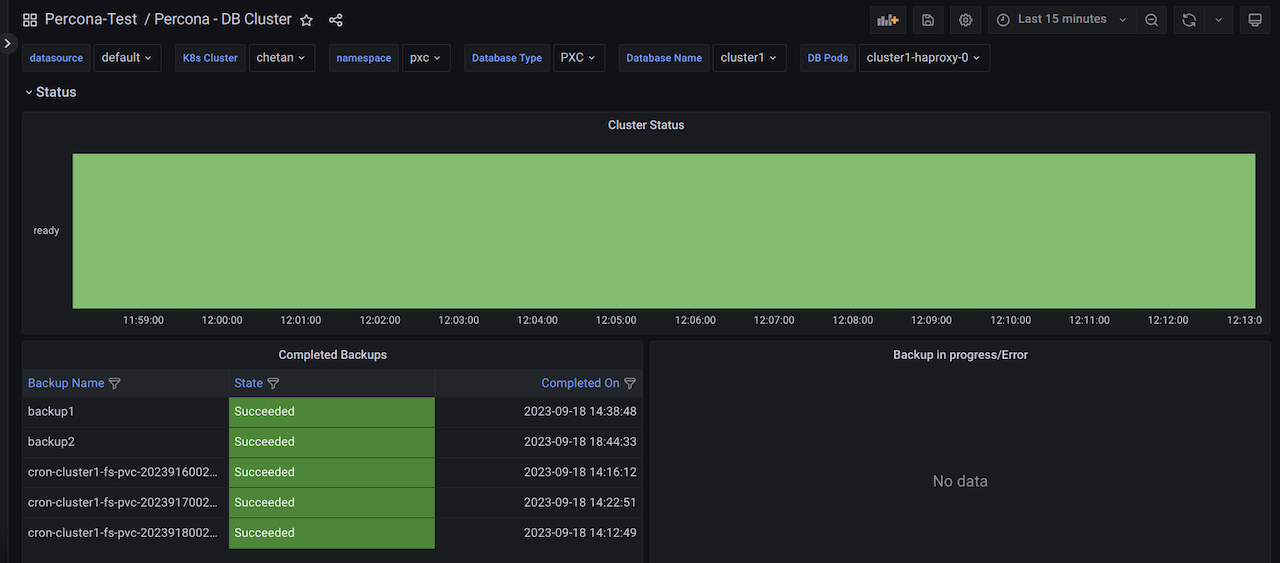 Percona-Test / Percona - DB Cluster
Last 15 minutes
datasource default K8s Cluster chetan namespace pxc Database Type PXC Database Name cluster1 DB Pods cluster1-haproxy-0
Status
Cluster Status
ready
11:59:00 12:00:00 12:01:00 12:02:00 12:03:00 12:04:00 12:05:00 12:06:00 12:07:00 12:08:00 12:09:00 12:10:00 12:11:00 12:12:00 12:13:0
Completed Backups
Backup Name State Completed On
backup1 Succeeded 2023-09-18 14:38:48
backup2 Succeeded 2023-09-18 18:44:33
cron-cluster1-fs-pvc-2023916002... Succeeded 2023-09-18 14:16:12
cron-cluster1-fs-pvc-2023917002... Succeeded 2023-09-18 14:22:51
cron-cluster1-fs-pvc-2023918002... Succeeded 2023-09-18 14:12:49
Backup in progress/Error
No data